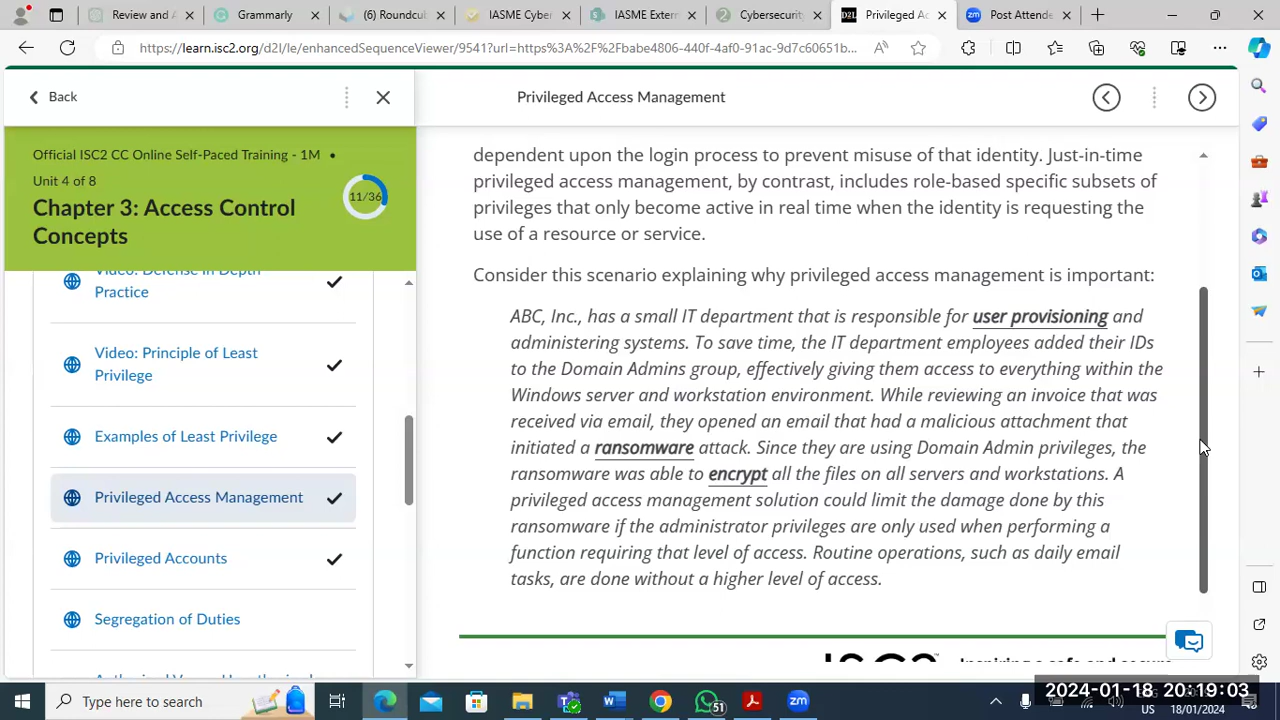 Review and A
Grammarly
(6) Roundcub
IASME Cyber
IASME Extern
Cybersecurity
D2L
Privileged Ac
Post Attende
https://learn.isc2.org/d2l/le/enhancedSequenceViewer/9541?url=https%3A%2F%2Fbabe4806-440f-4af0-91ac-9d7c60651b...
Back
Privileged Access Management
Official ISC2 CC Online Self-Paced Training - 1M •
Unit 4 of 8
Chapter 3: Access Control
Concepts
11/36
Video: Defense in Depth
Practice
Video: Principle of Least
Privilege
Examples of Least Privilege
Privileged Access Management
Privileged Accounts
Segregation of Duties
dependent upon the login process to prevent misuse of that identity. Just-in-time
privileged access management, by contrast, includes role-based specific subsets of
privileges that only become active in real time when the identity is requesting the
use of a resource or service.
Consider this scenario explaining why privileged access management is important:
ABC, Inc., has a small IT department that is responsible for user provisioning and
administering systems. To save time, the IT department employees added their IDs
to the Domain Admins group, effectively giving them access to everything within the
Windows server and workstation environment. While reviewing an invoice that was
received via email, they opened an email that had a malicious attachment that
initiated a ransomware attack. Since they are using Domain Admin privileges, the
ransomware was able to encrypt all the files on all servers and workstations. A
privileged access management solution could limit the damage done by this
ransomware if the administrator privileges are only used when performing a
function requiring that level of access. Routine operations, such as daily email
tasks, are done without a higher level of access.
ISC2™ Inspiring a safe and secure
Type here to search
51
zm
US
18/01/2024
2024-01-18 20:19:03